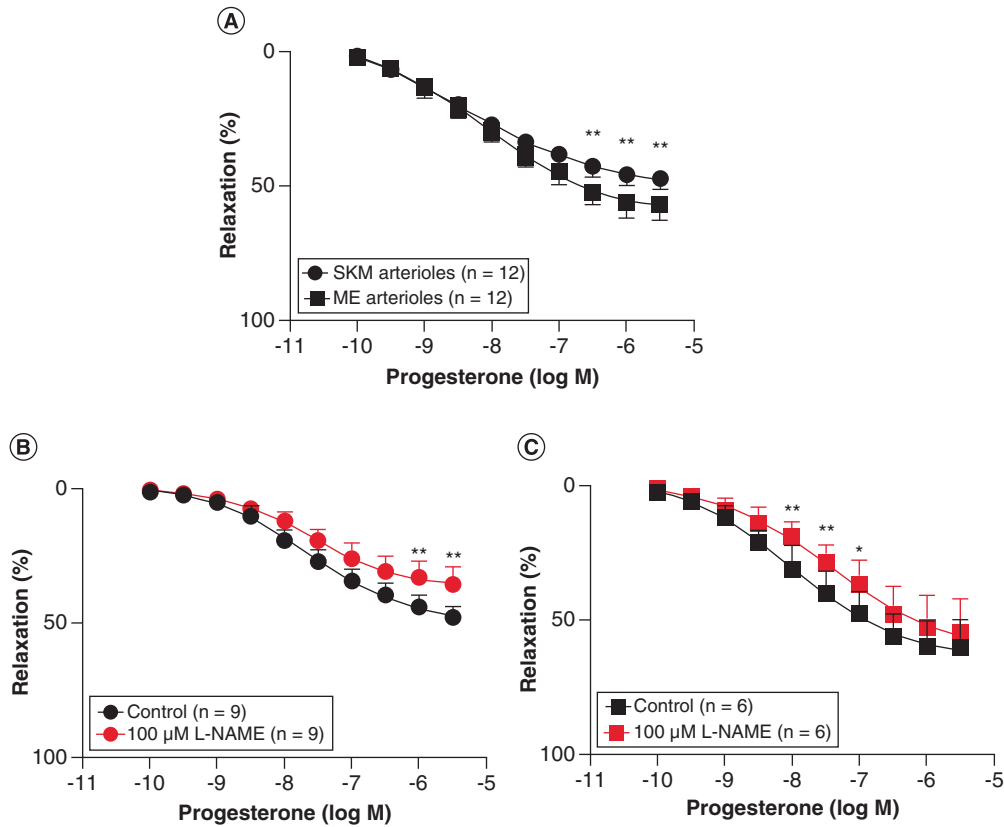 A
0
50
100
Relaxation (%)
** ** **
SKM arterioles (n = 12)
ME arterioles (n = 12)
-11 -10 -9 -8 -7 -6 -5
Progesterone (log M)
B
0
50
100
Relaxation (%)
** **
Control (n = 9)
100 µM L-NAME (n = 9)
-11 -10 -9 -8 -7 -6 -5
Progesterone (log M)
C
0
50
100
Relaxation (%)
** ** *
Control (n = 6)
100 µM L-NAME (n = 6)
-11 -10 -9 -8 -7 -6 -5
Progesterone (log M)